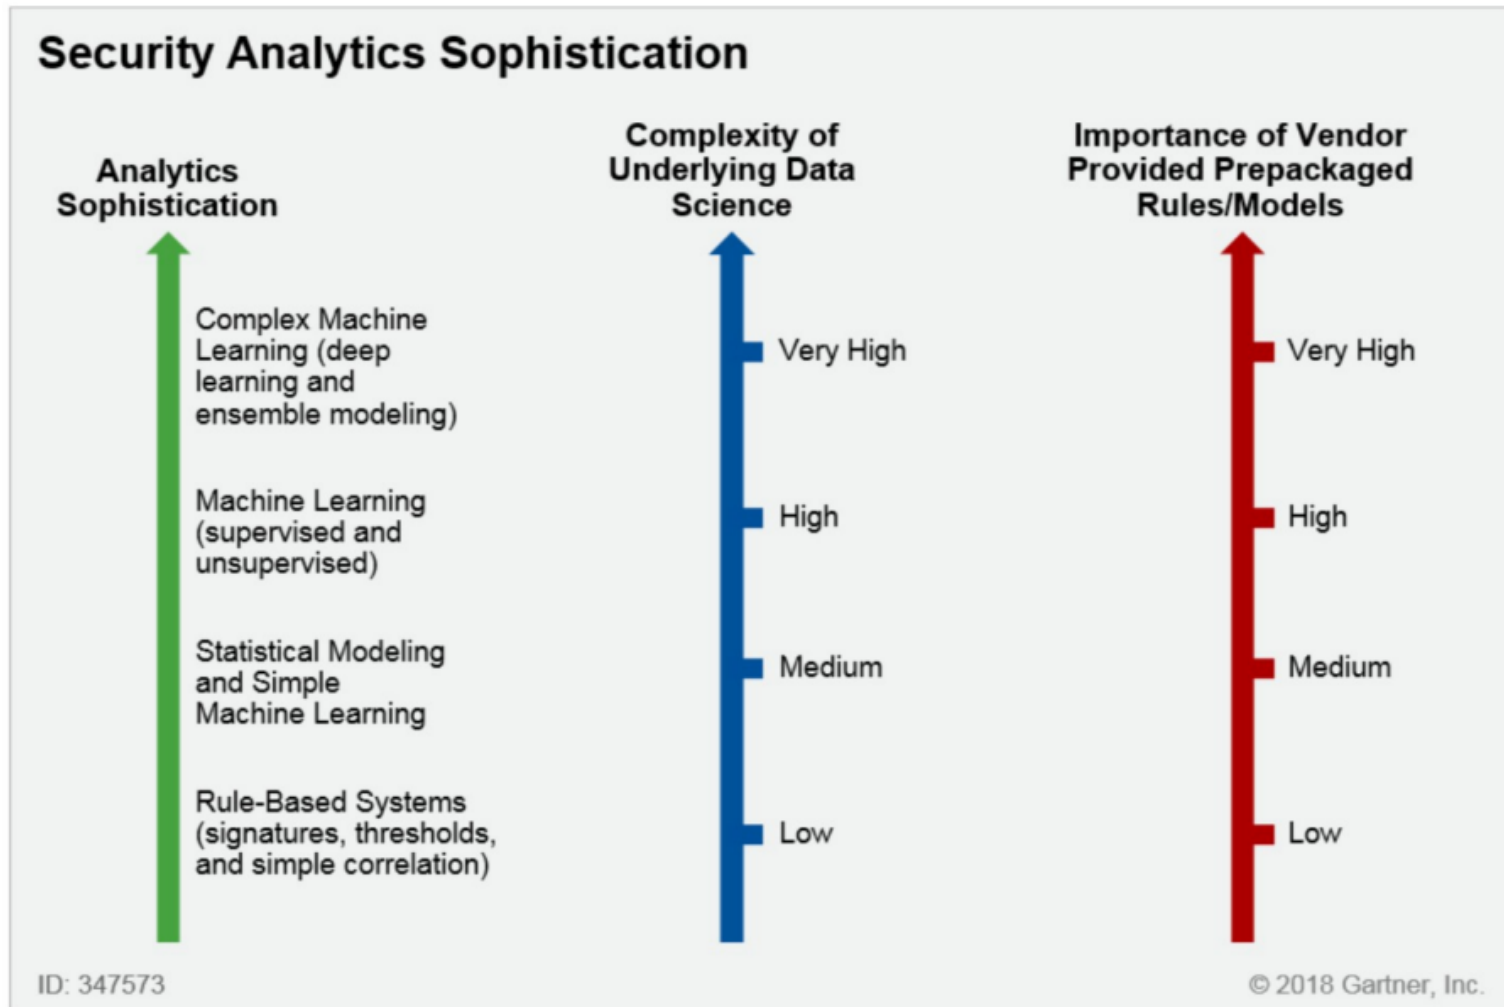 Security Analytics Sophistication
Analytics
Sophistication
Complex Machine
Learning (deep
learning and
ensemble modeling)
Machine Learning
(supervised and
unsupervised)
Statistical Modeling
and Simple
Machine Learning
Rule-Based Systems
(signatures, thresholds,
and simple correlation)
Complexity of
Underlying Data
Science
Very High
High
Medium
Low
Importance of Vendor
Provided Prepackaged
Rules/Models
Very High
High
Medium
Low
ID: 347573
© 2018 Gartner, Inc.